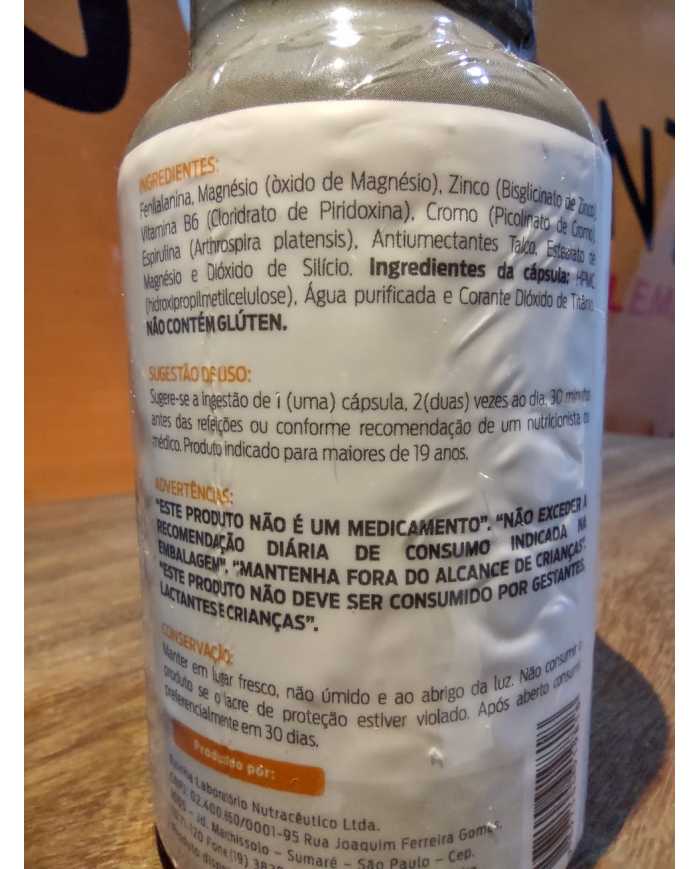 INGREDIENTES:
Fenilalanina, Magnésio (òxido de Magnésio), Zinco (Bisglicinato de Zinco)
Vitamina B6 (Cloridrato de Piridoxina), Cromo (Picolinato de Cromo),
Espirulina (Arthrospira platensis), Antiumectantes Talco, Estearato de
Magnésio e Dióxido de Silício. Ingredientes da cápsula: HPMC
(hidroxipropilmetilcelulose), Água purificada e Corante Dióxido de Titânio
NÃO CONTÉM GLÚTEN.
SUGESTÃO DE USO:
Sugere-se a ingestão de 1 (uma) cápsula, 2(duas) vezes ao dia, 30 minutos
antes das refeições ou conforme recomendação de um nutricionista ou
médico. Produto indicado para maiores de 19 anos.
ADVERTÊNCIAS:
"ESTE PRODUTO NÃO É UM MEDICAMENTO". "NÃO EXCEDER A
RECOMENDAÇÃO DIÁRIA DE CONSUMO INDICADA NA
EMBALAGEM". "MANTENHA FORA DO ALCANCE DE CRIANÇAS".
"ESTE PRODUTO NÃO DEVE SER CONSUMIDO POR GESTANTES,
LACTANTES E CRIANÇAS".
CONSERVAÇÃO:
Manter em lugar fresco, não úmido e ao abrigo da luz. Não consumir o
produto se o lacre de proteção estiver violado. Após aberto consumir
preferencialmente em 30 dias.
Produzido por:
Laboratório Nutracêutico Ltda.
CNPJ: 02.400.160/0001-95 Rua Joaquim Ferreira Gomes,
Jd. Marchissolo - Sumaré - São Paulo - Cep.
Fone (19)